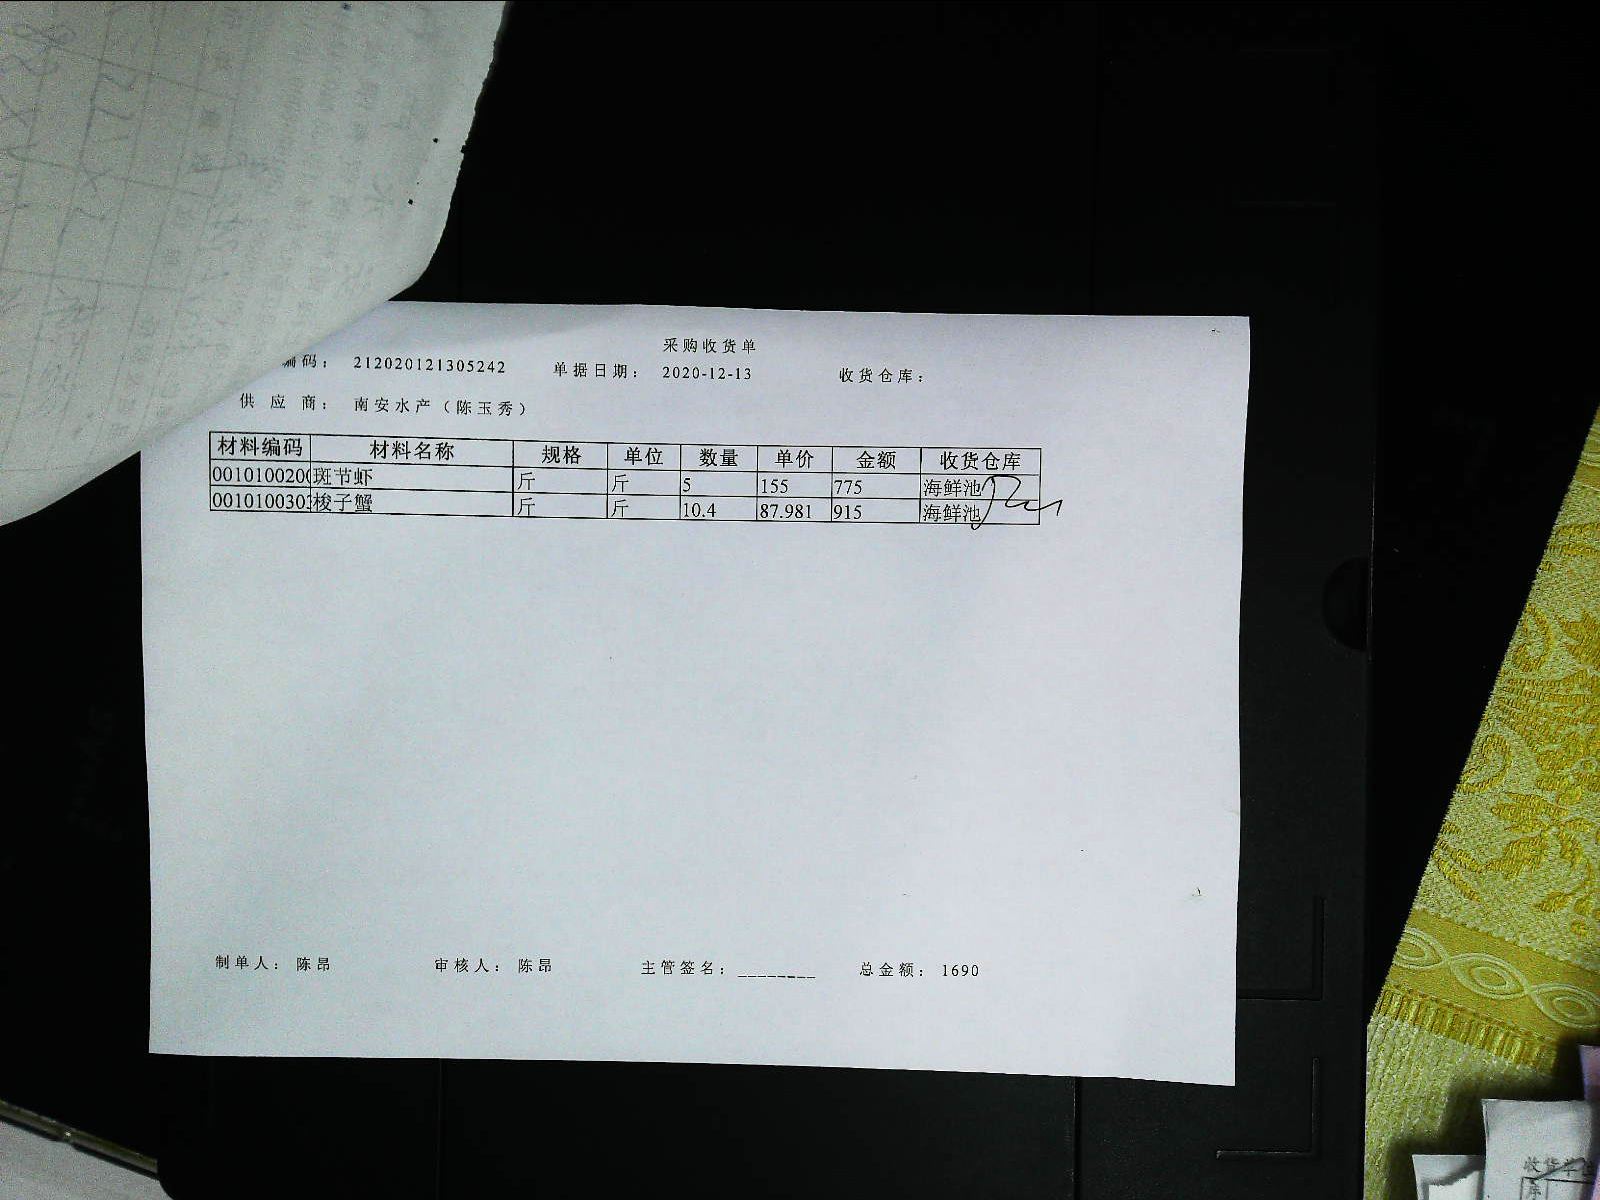 采购收货单
编码： 212020121305242 单据日期： 2020-12-13 收货仓库：
供应商： 南安水产（陈玉秀）
材料编码 材料名称 规格 单位 数量 单价 金额 收货仓库
001010020 斑节虾 斤 斤 5 155 775 海鲜池
001010030 梭子蟹 斤 斤 10.4 87.981 915 海鲜池
制单人： 陈昂 审核人： 陈昂 主管签名：________ 总金额： 1690
收货单